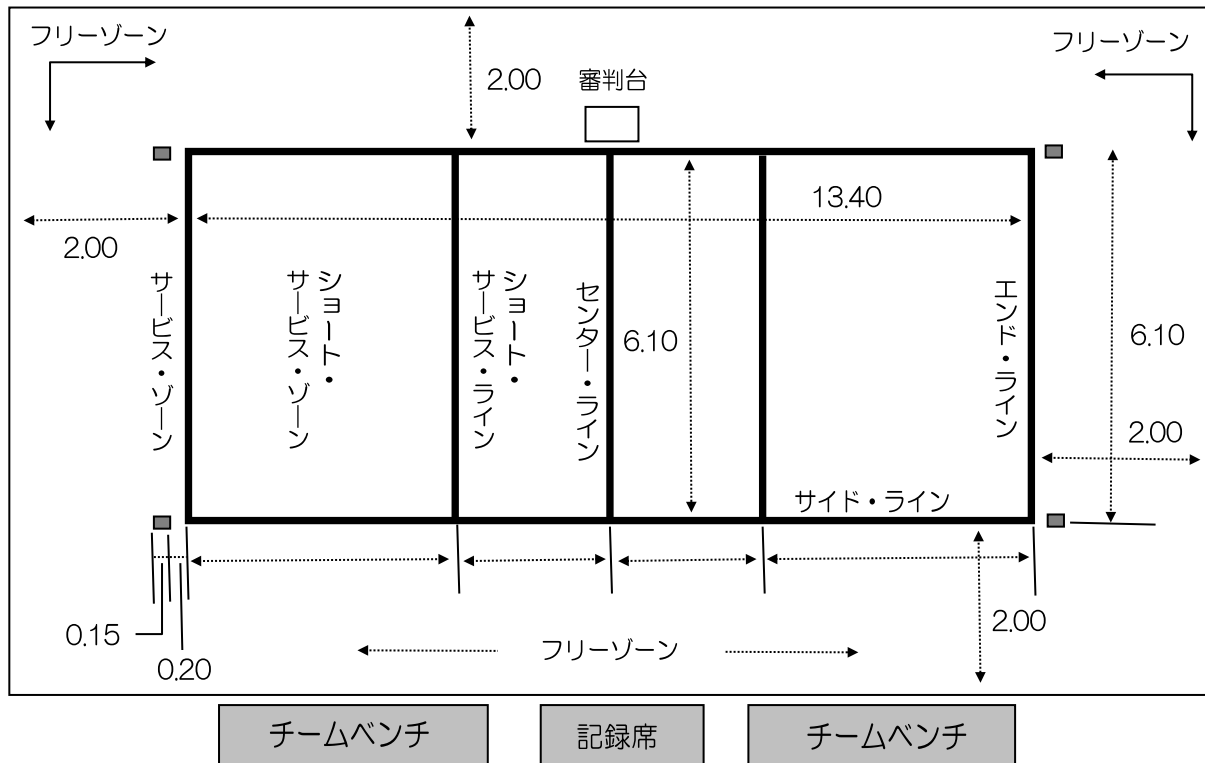 フリーゾーン
フリーゾーン
2.00
審判台
13.40
2.00
サービス・ゾーン
ショート・
サービス・ゾーン
ショート・
サービス・ライン
センター・ライン
6.10
エンド・ライン
6.10
2.00
サイド・ライン
0.15
0.20
フリーゾーン
2.00
チームベンチ
記録席
チームベンチ